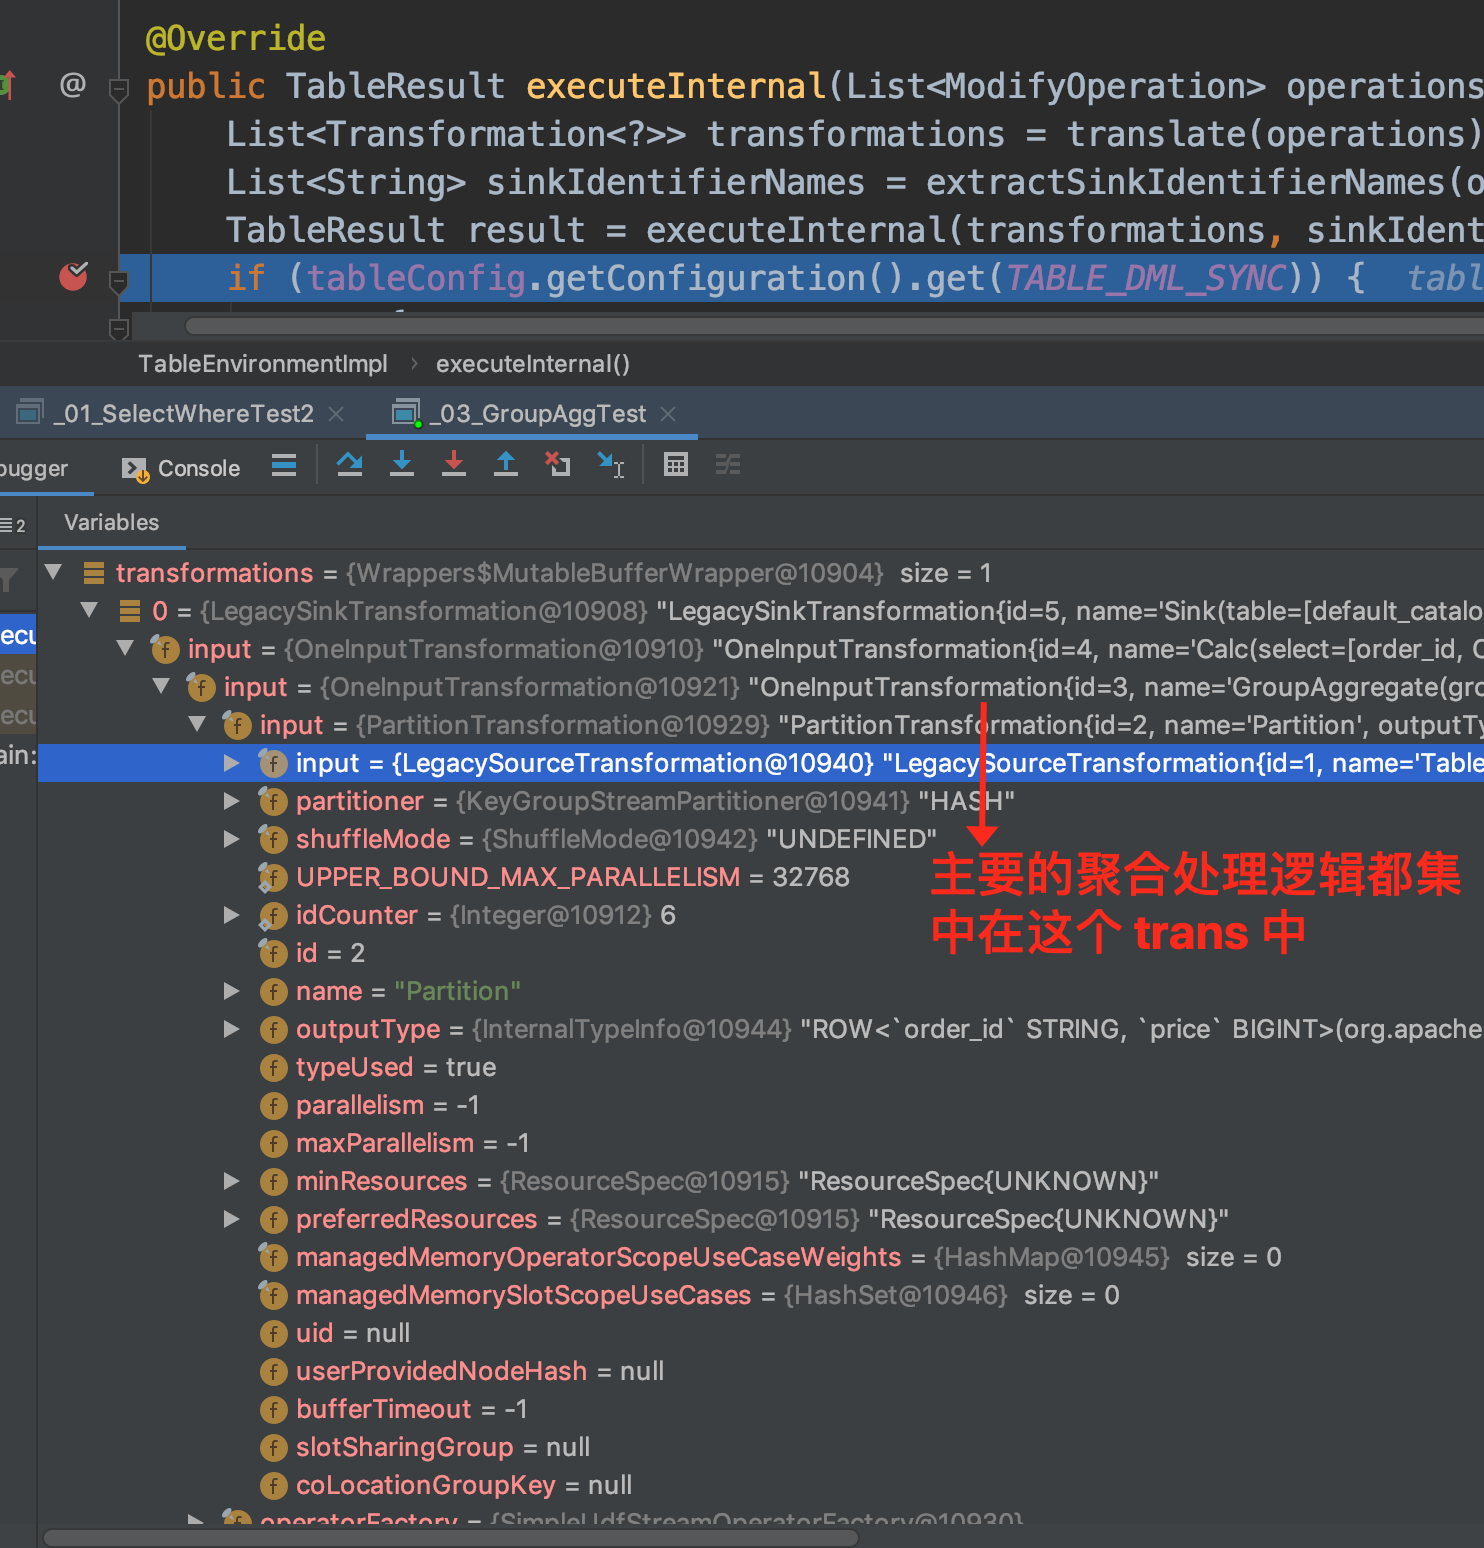 @Override
@ public TableResult executeInternal(List<ModifyOperation> operations
List<Transformation<?>> transformations = translate(operations)
List<String> sinkIdentifierNames = extractSinkIdentifierNames(o
TableResult result = executeInternal(transformations, sinkIdent
if (tableConfig.getConfiguration().get(TABLE_DML_SYNC)) { tabl
TableEnvironmentImpl › executeInternal()
_01_SelectWhereTest2 × _03_GroupAggTest ×
bugger Console
2 Variables
transformations = {Wrappers$MutableBufferWrapper@10904} size = 1
0 = {LegacySinkTransformation@10908} "LegacySinkTransformation{id=5, name='Sink(table=[default_catalo
ecu input = {OneInputTransformation@10910} "OneInputTransformation{id=4, name='Calc(select=[order_id, C
ecu input = {OneInputTransformation@10921} "OneInputTransformation{id=3, name='GroupAggregate(gro
ecu input = {PartitionTransformation@10929} "PartitionTransformation{id=2, name='Partition', outputTy
ain: input = {LegacySourceTransformation@10940} "LegacySourceTransformation{id=1, name='Table
partitioner = {KeyGroupStreamPartitioner@10941} "HASH"
shuffleMode = {ShuffleMode@10942} "UNDEFINED"
主要的聚合处理逻辑都集
中在这个 trans 中
UPPER_BOUND_MAX_PARALLELISM = 32768
idCounter = {Integer@10912} 6
id = 2
name = "Partition"
outputType = {InternalTypeInfo@10944} "ROW<`order_id` STRING, `price` BIGINT>(org.apache
typeUsed = true
parallelism = -1
maxParallelism = -1
minResources = {ResourceSpec@10915} "ResourceSpec{UNKNOWN}"
preferredResources = {ResourceSpec@10915} "ResourceSpec{UNKNOWN}"
managedMemoryOperatorScopeUseCaseWeights = {HashMap@10945} size = 0
managedMemorySlotScopeUseCases = {HashSet@10946} size = 0
uid = null
userProvidedNodeHash = null
bufferTimeout = -1
slotSharingGroup = null
coLocationGroupKey = null
operatorFactory = {SimpleUdfStreamOperatorFactory@10930}